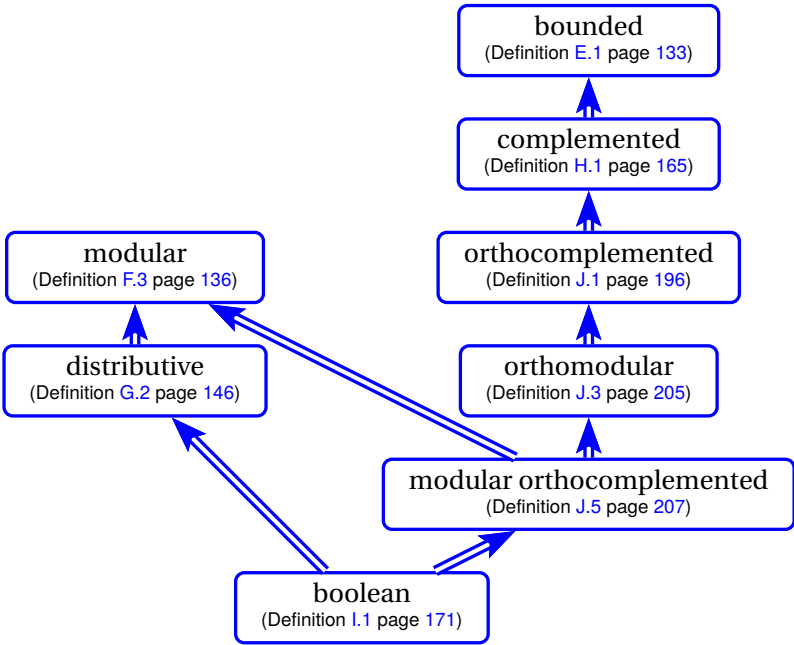 bounded
(Definition E.1 page 133)
complemented
(Definition H.1 page 165)
modular
(Definition F.3 page 136)
orthocomplemented
(Definition J.1 page 196)
distributive
(Definition G.2 page 146)
orthomodular
(Definition J.3 page 205)
modular orthocomplemented
(Definition J.5 page 207)
boolean
(Definition I.1 page 171)